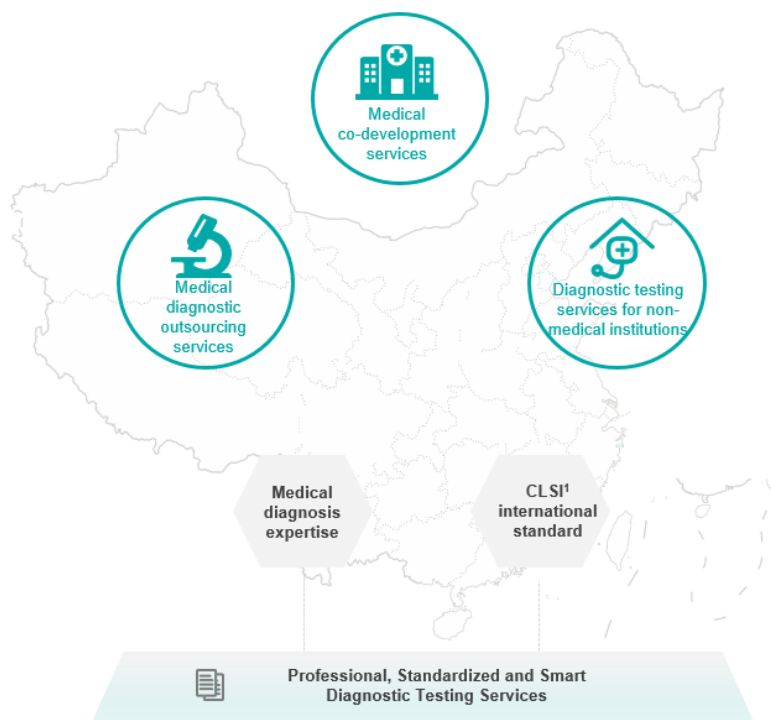 Medical
co-development
services
Medical
diagnostic
outsourcing
services
Diagnostic testing
services for non-
medical institutions
Medical
diagnosis
expertise
CLSI¹
international
standard
Professional, Standardized and Smart
Diagnostic Testing Services